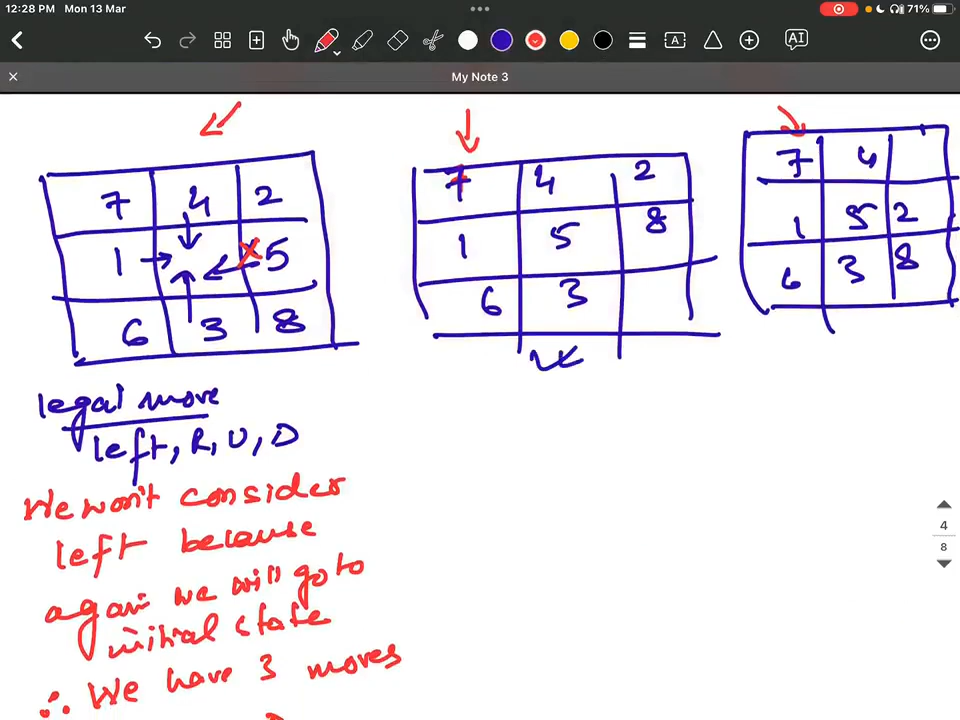 12:28 PM Mon 13 Mar
71%
A
AI
My Note 3
7 4 2
1 5
6 3 8
7 4 2
1 5 8
6 3
7 4
1 5 2
6 3 8
legal move
left, R, U, D
We won't consider
left because
again we will go to
initial state
∴ We have 3 moves
4
8